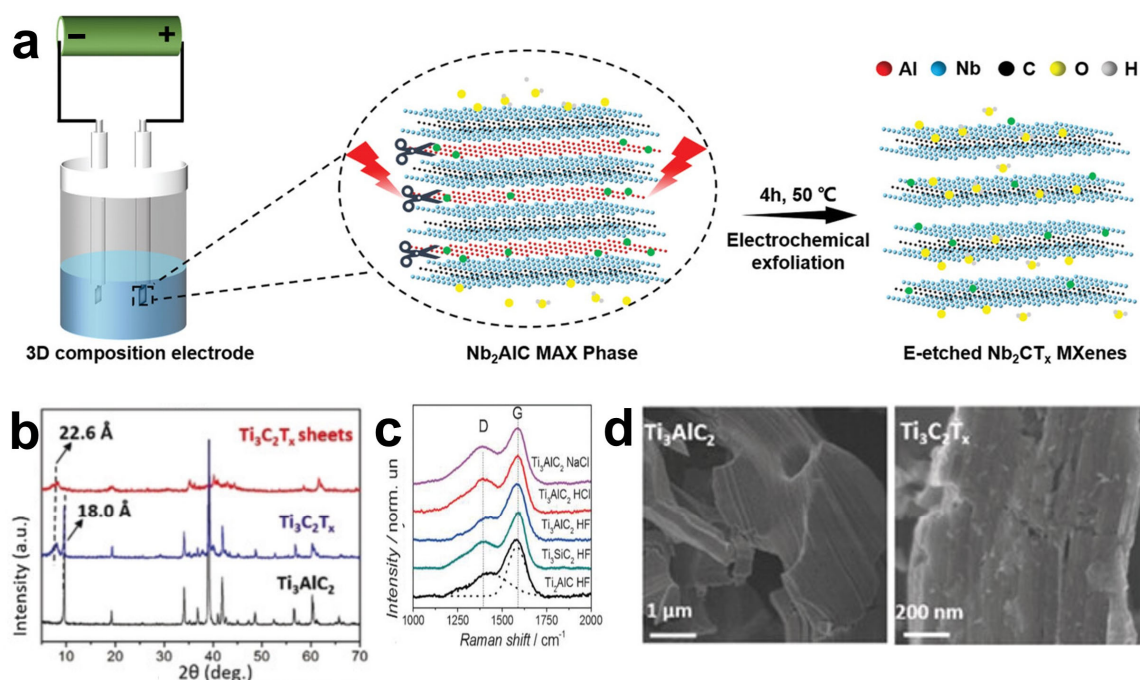 a
− +
Al Nb C O H
4h, 50 ℃
Electrochemical
exfoliation
3D composition electrode
Nb₂AlC MAX Phase
E-etched Nb₂CTₓ MXenes
b
22.6 Å
18.0 Å
Ti₃C₂Tₓ sheets
Ti₃C₂Tₓ
Ti₃AlC₂
Intensity (a.u.)
10 20 30 40 50 60 70
2θ (deg.)
c
D G
Ti₃AlC₂ NaCl
Ti₃AlC₂ HCl
Ti₃AlC₂ HF
Ti₃SiC₂ HF
Ti₂AlC HF
Intensity / norm. un
1000 1250 1500 1750 2000
Raman shift / cm⁻¹
d
Ti₃AlC₂
1 μm
Ti₃C₂Tₓ
200 nm